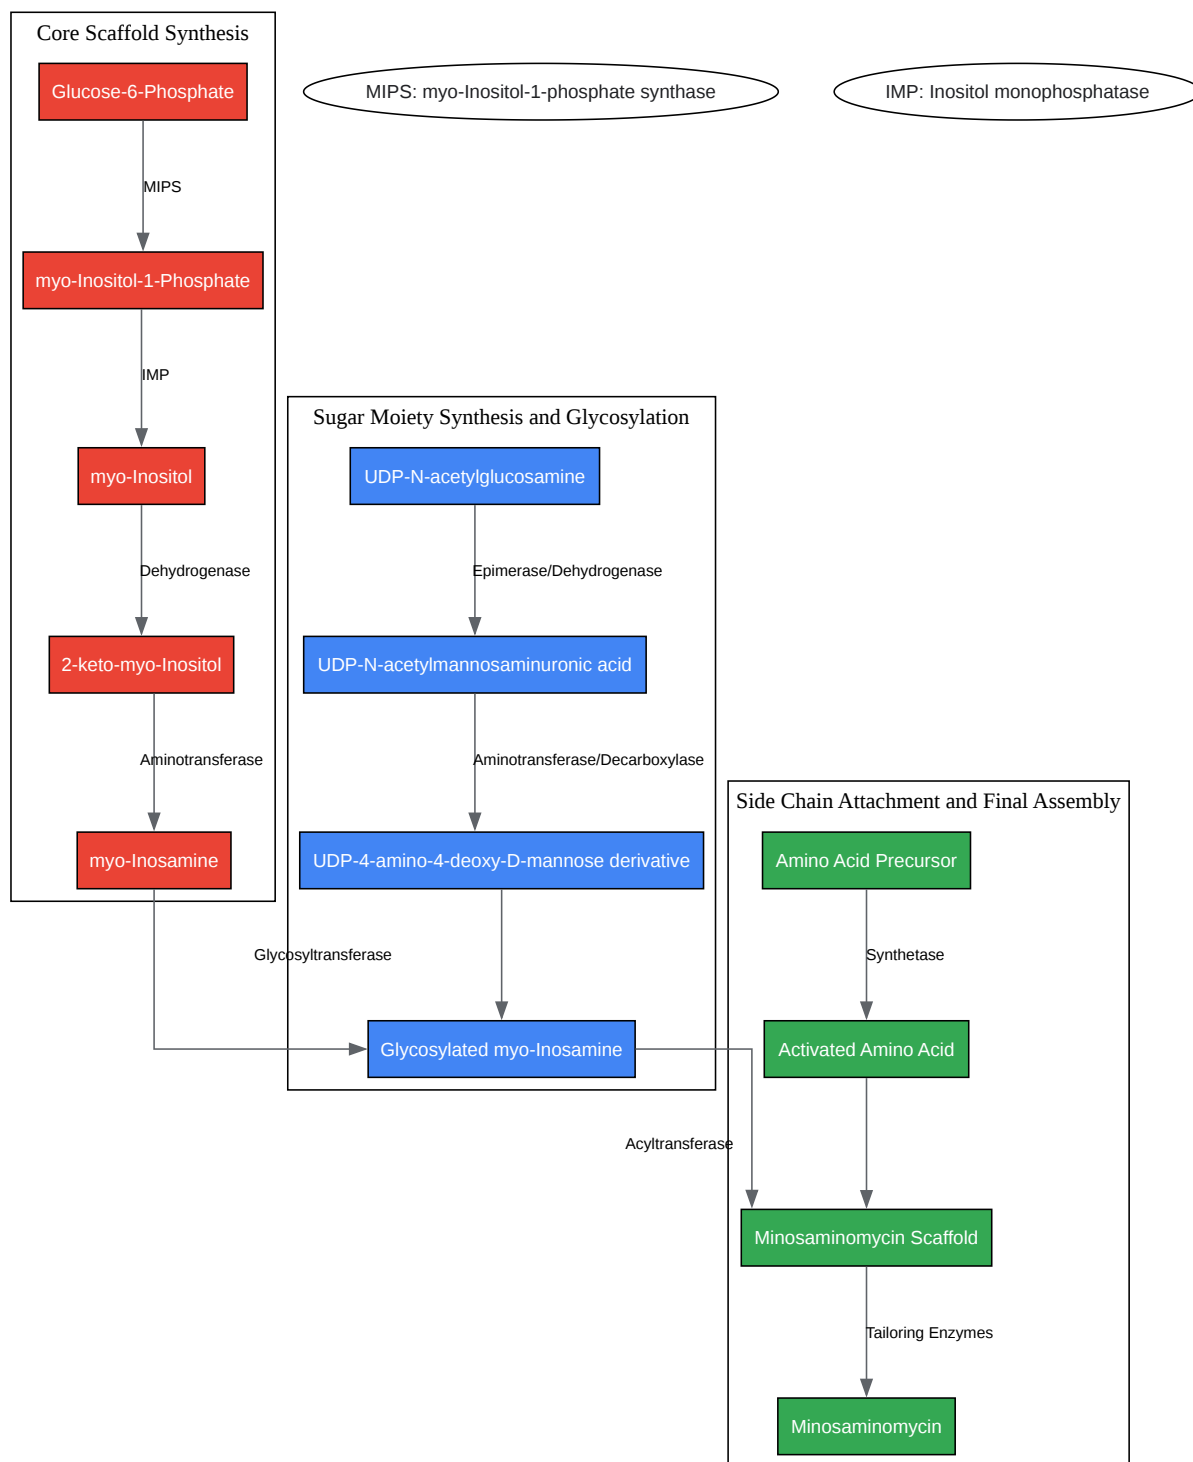 Core Scaffold Synthesis
Glucose-6-Phosphate
MIPS: myo-Inositol-1-phosphate synthase
IMP: Inositol monophosphatase
MIPS
myo-Inositol-1-Phosphate
IMP
Sugar Moiety Synthesis and Glycosylation
myo-Inositol
UDP-N-acetylglucosamine
Dehydrogenase
Epimerase/Dehydrogenase
2-keto-myo-Inositol
UDP-N-acetylmannosaminuronic acid
Aminotransferase
Aminotransferase/Decarboxylase
Side Chain Attachment and Final Assembly
myo-Inosamine
UDP-4-amino-4-deoxy-D-mannose derivative
Amino Acid Precursor
Glycosyltransferase
Synthetase
Glycosylated myo-Inosamine
Activated Amino Acid
Acyltransferase
Minosaminomycin Scaffold
Tailoring Enzymes
Minosaminomycin